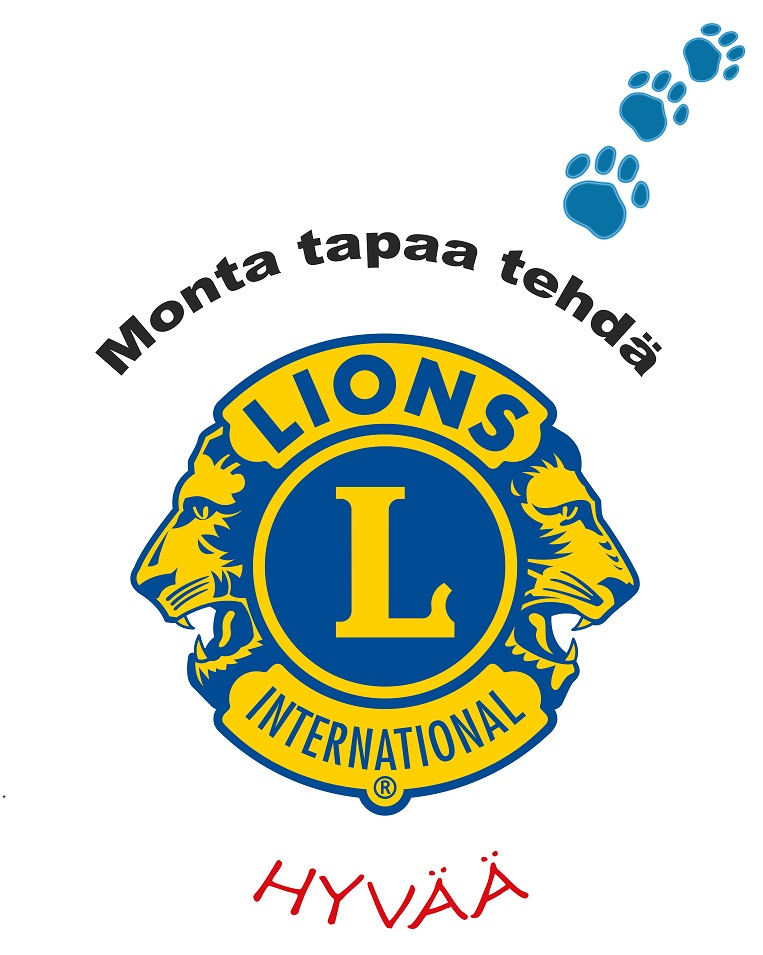 Monta tapaa tehdä
LIONS
L
INTERNATIONAL
®
HYVÄÄ